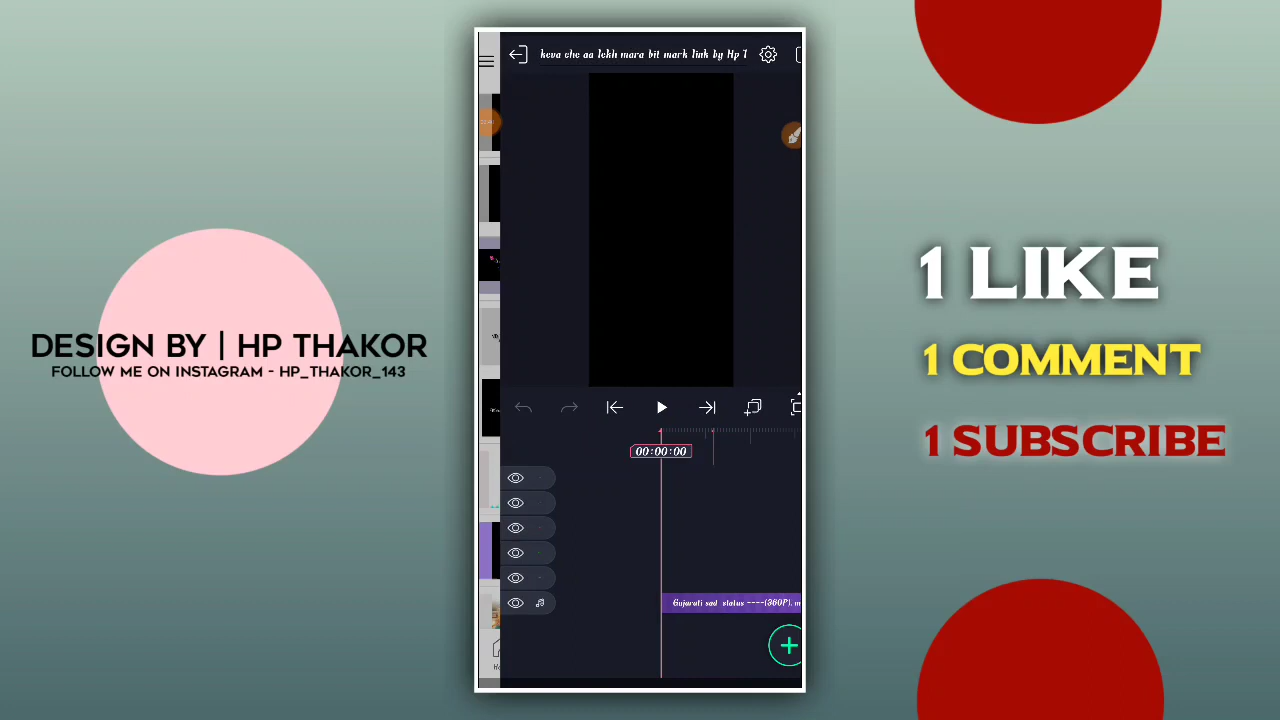 keva che aa lekh mara bit mark link by Hp T
DESIGN BY | HP THAKOR
FOLLOW ME ON INSTAGRAM - HP_THAKOR_143
1 LIKE
1 COMMENT
1 SUBSCRIBE
00:00:00
Gujarati sad status ----(360P). m